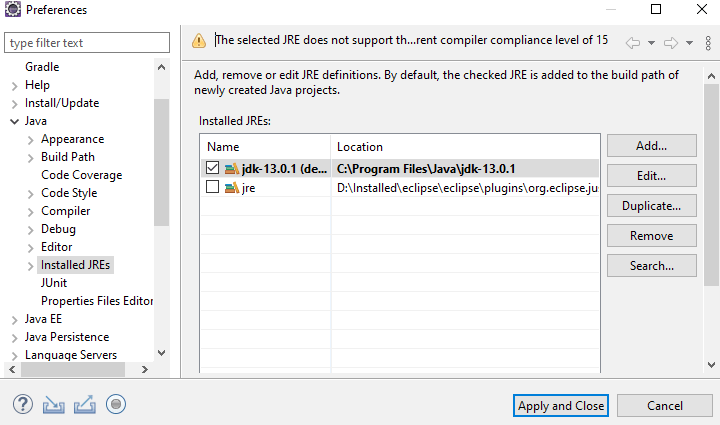 Preferences
type filter text
The selected JRE does not support th...rent compiler compliance level of 15
Gradle
Help
Install/Update
Java
Appearance
Build Path
Code Coverage
Code Style
Compiler
Debug
Editor
Installed JREs
JUnit
Properties Files Editor
Java EE
Java Persistence
Language Servers
Add, remove or edit JRE definitions. By default, the checked JRE is added to the build path of
newly created Java projects.
Installed JREs:
Name Location
jdk-13.0.1 (de... C:\Program Files\Java\jdk-13.0.1
jre D:\Installed\eclipse\eclipse\plugins\org.eclipse.jus
Add...
Edit...
Duplicate...
Remove
Search...
?
Apply and Close
Cancel